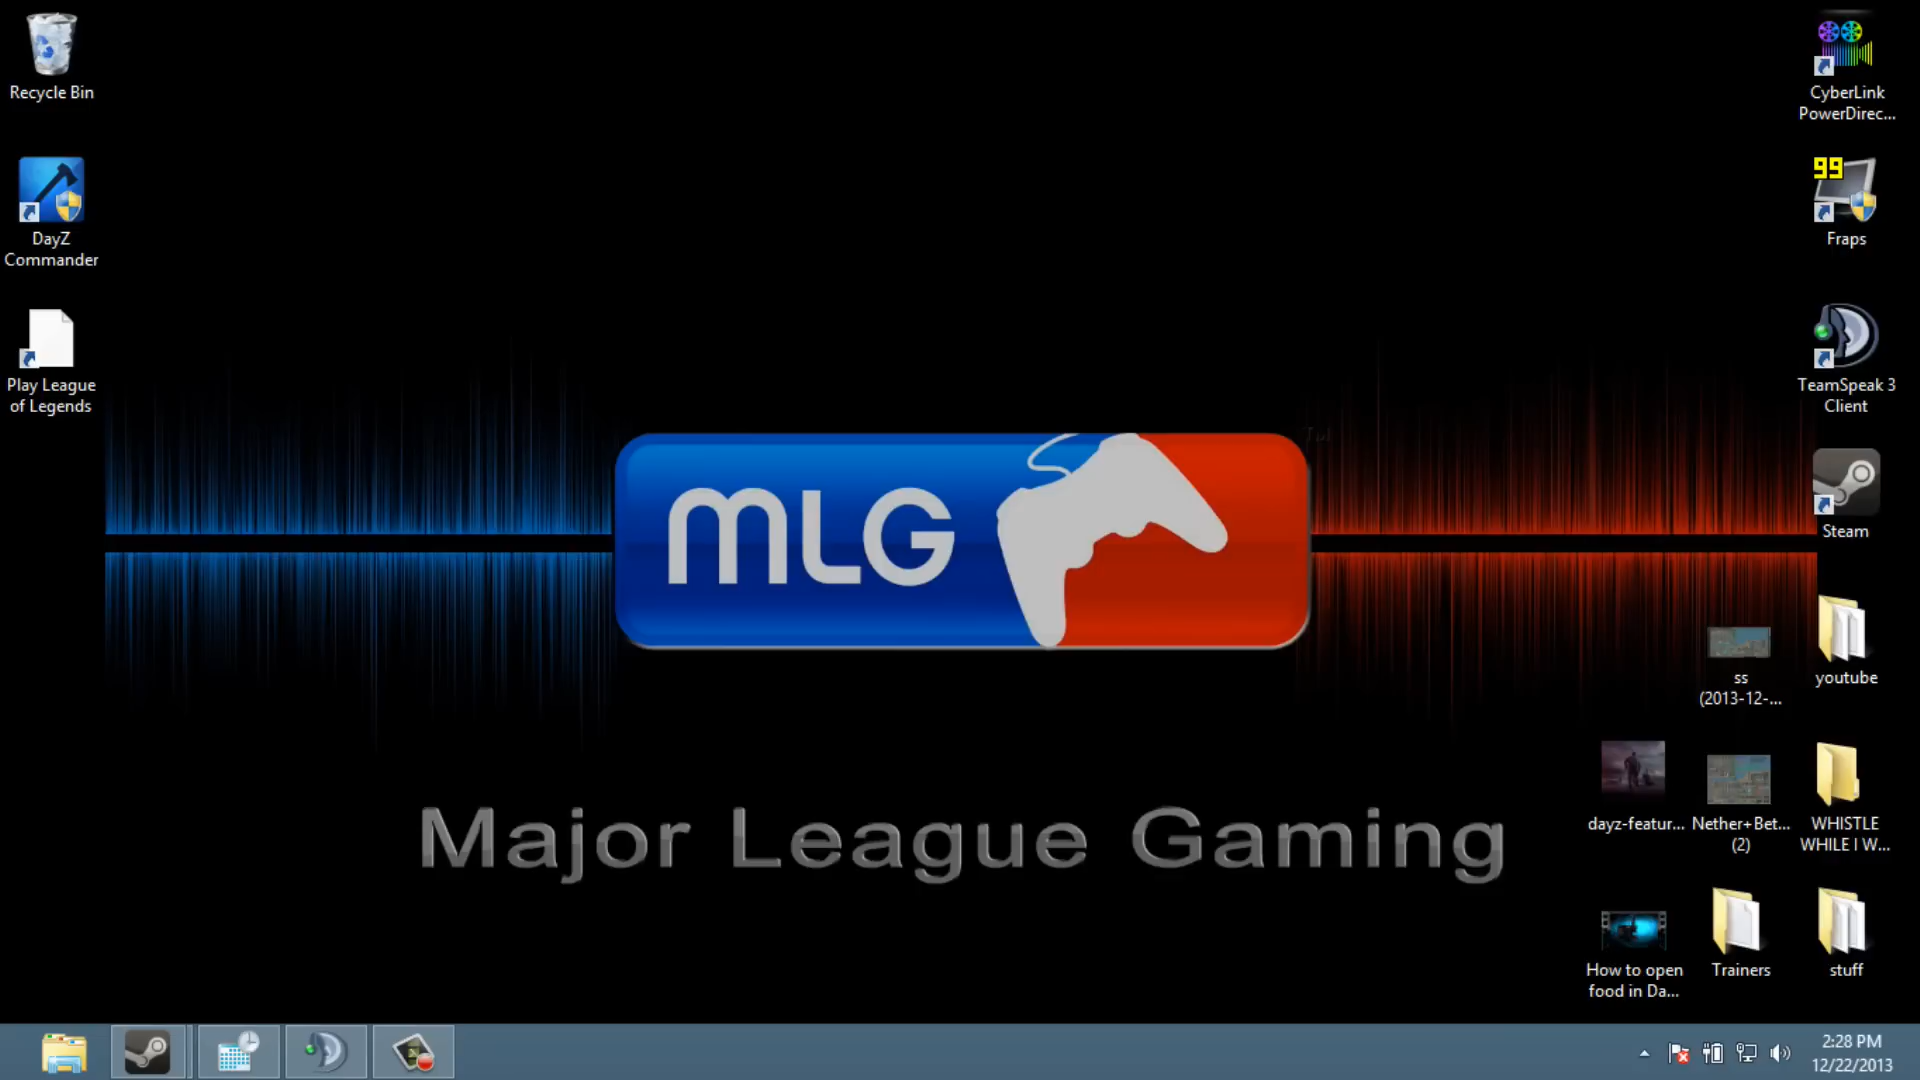 Recycle Bin
DayZ
Commander
Play League
of Legends
MLG
Major League Gaming
CyberLink
PowerDirec...
99
Fraps
TeamSpeak 3
Client
Steam
ss
(2013-12-...
youtube
dayz-featur...
Nether+Bet...
(2)
WHISTLE
WHILE I W...
How to open
food in Da...
Trainers
stuff
2:28 PM
12/22/2013